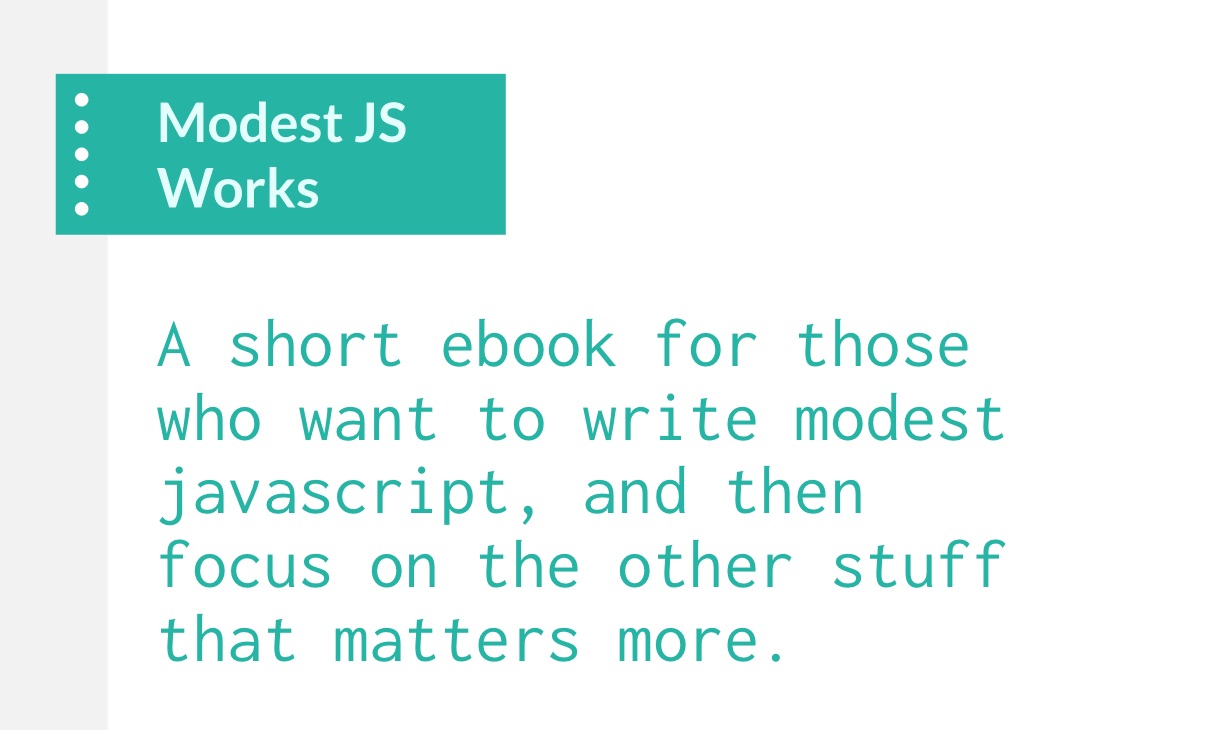 Modest JS
Works
A short ebook for those
who want to write modest
javascript, and then
focus on the other stuff
that matters more.